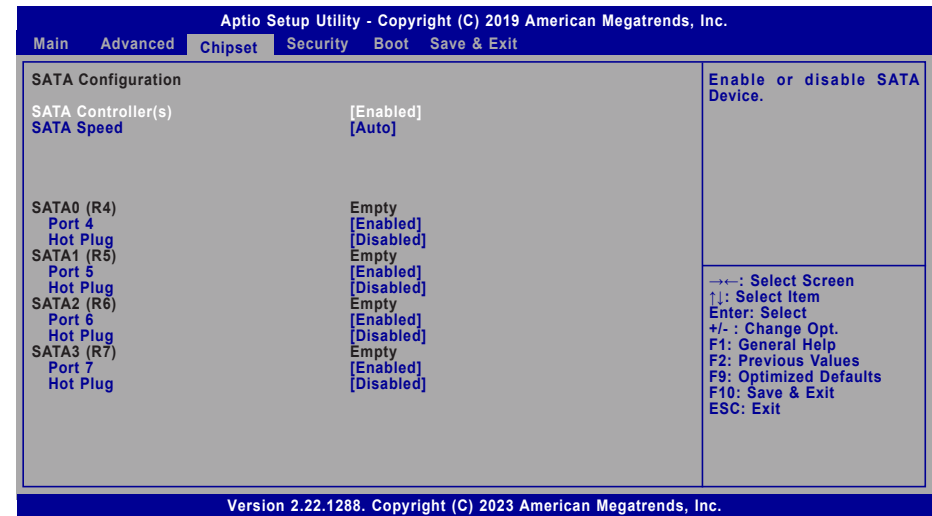 Aptio Setup Utility - Copyright (C) 2019 American Megatrends, Inc.
Main Advanced Chipset Security Boot Save & Exit
SATA Configuration
SATA Controller(s) [Enabled]
SATA Speed [Auto]
SATA0 (R4) Empty
Port 4 [Enabled]
Hot Plug [Disabled]
SATA1 (R5) Empty
Port 5 [Enabled]
Hot Plug [Disabled]
SATA2 (R6) Empty
Port 6 [Enabled]
Hot Plug [Disabled]
SATA3 (R7) Empty
Port 7 [Enabled]
Hot Plug [Disabled]
Enable or disable SATA
Device.
→←: Select Screen
↑↓: Select Item
Enter: Select
+/- : Change Opt.
F1: General Help
F2: Previous Values
F9: Optimized Defaults
F10: Save & Exit
ESC: Exit
Version 2.22.1288. Copyright (C) 2023 American Megatrends, Inc.